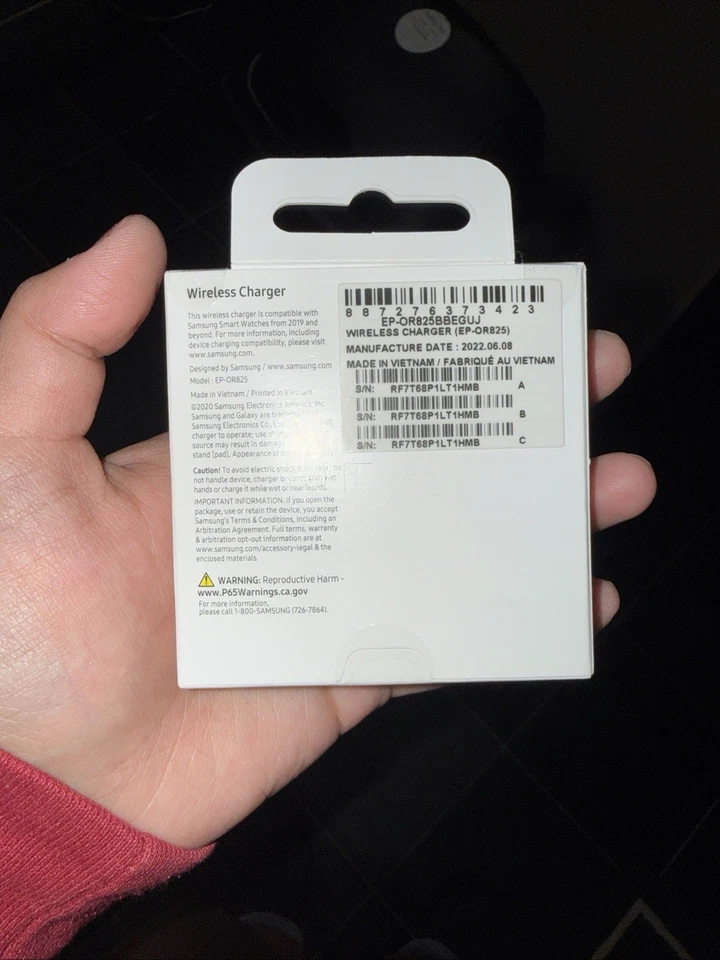 Wireless Charger
This wireless charger is compatible with
Samsung Smart Watches from 2019 and
beyond. For more information, including
device charging compatibility, please visit
www.samsung.com.
Designed by Samsung / www.samsung.com
Model : EP-OR825
Made in Vietnam / Printed in Vietnam
©2020 Samsung Electronics America, Inc.
Samsung and Galaxy are
Samsung Electronics Co.,
charger to operate; use of
source may result in
stand [pad]. Appearance of
Caution! To avoid electric shock
not handle device, charger or cords with wet
hands or charge it while wet or near liquids.
IMPORTANT INFORMATION. If you open the
package, use or retain the device, you accept
Samsung's Terms & Conditions, including an
Arbitration Agreement. Full terms, warranty
& arbitration opt-out information are at
www.samsung.com/accessory-legal & the
enclosed materials.
WARNING: Reproductive Harm -
www.P65Warnings.ca.gov
For more information,
please call 1-800-SAMSUNG (726-7864).
8 8 7 2 7 6 3 7 3 4 2 3
EP-OR825BBEGUJ
WIRELESS CHARGER (EP-OR825)
MANUFACTURE DATE : 2022.06.08
MADE IN VIETNAM / FABRIQUÉ AU VIETNAM
S/N: RF7T68P1LT1HMB A
S/N: RF7T68P1LT1HMB B
S/N: RF7T68P1LT1HMB C